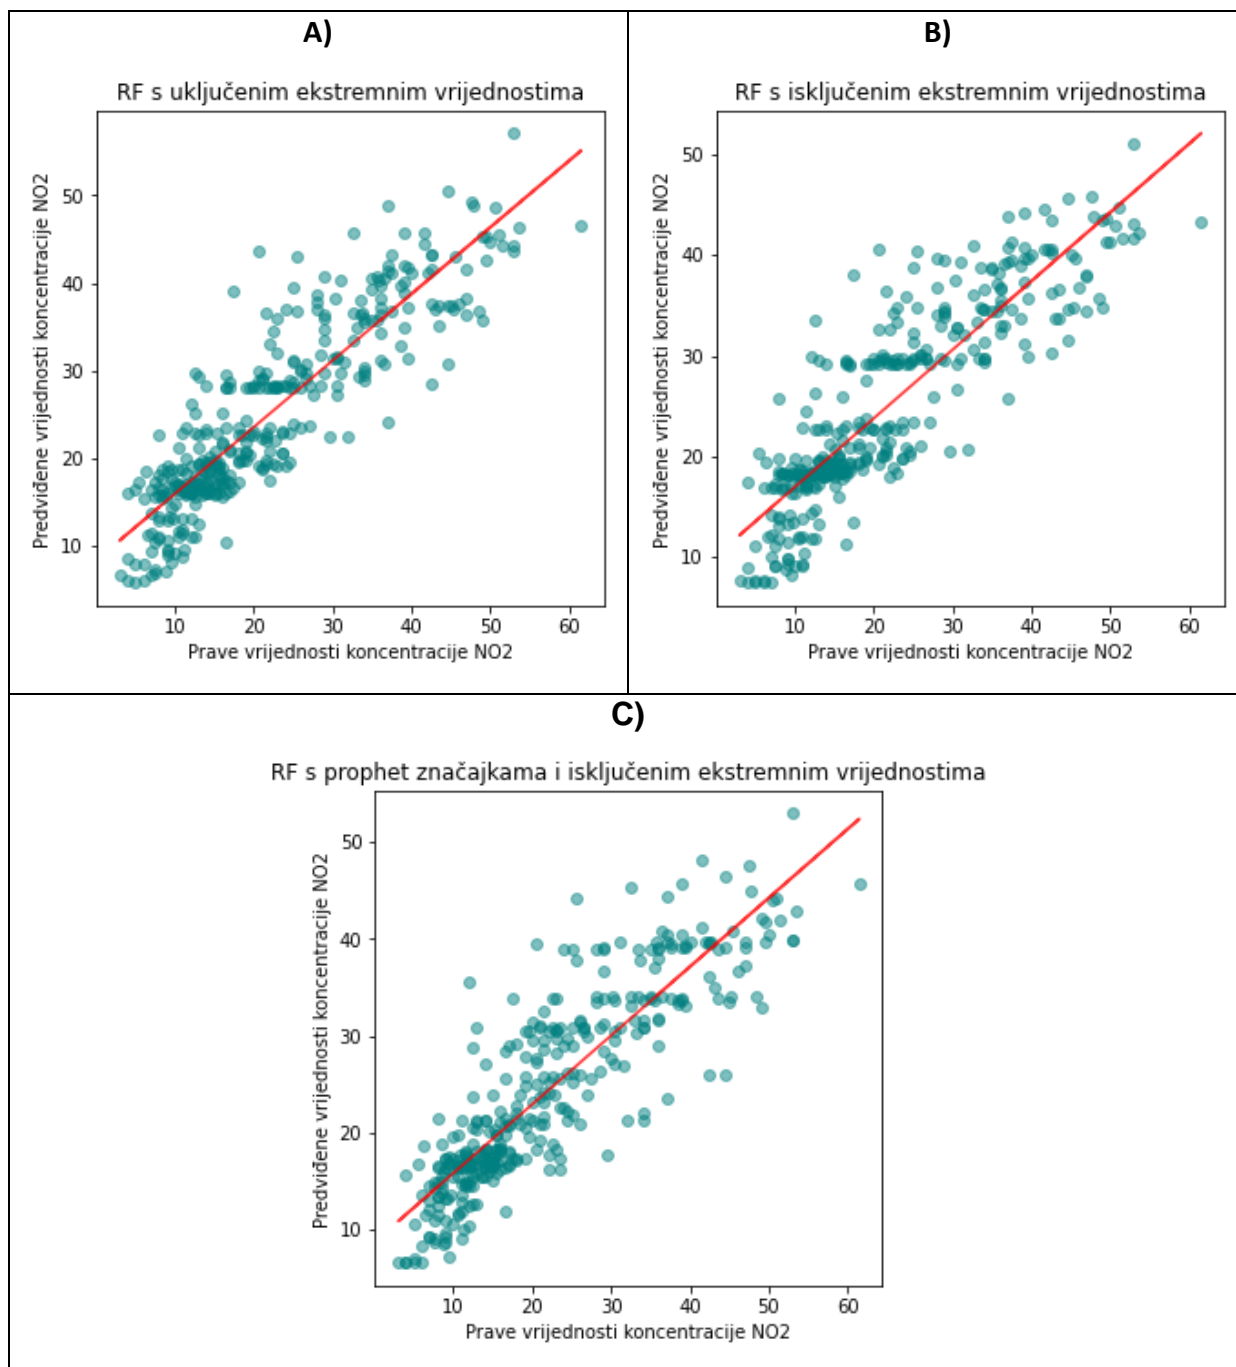 A)
RF s uključenim ekstremnim vrijednostima
50
40
30
20
10
Predviđene vrijednosti koncentracije NO2
10 20 30 40 50 60
Prave vrijednosti koncentracije NO2
B)
RF s isključenim ekstremnim vrijednostima
50
40
30
20
10
Predviđene vrijednosti koncentracije NO2
10 20 30 40 50 60
Prave vrijednosti koncentracije NO2
C)
RF s prophet značajkama i isključenim ekstremnim vrijednostima
50
40
30
20
10
Predviđene vrijednosti koncentracije NO2
10 20 30 40 50 60
Prave vrijednosti koncentracije NO2